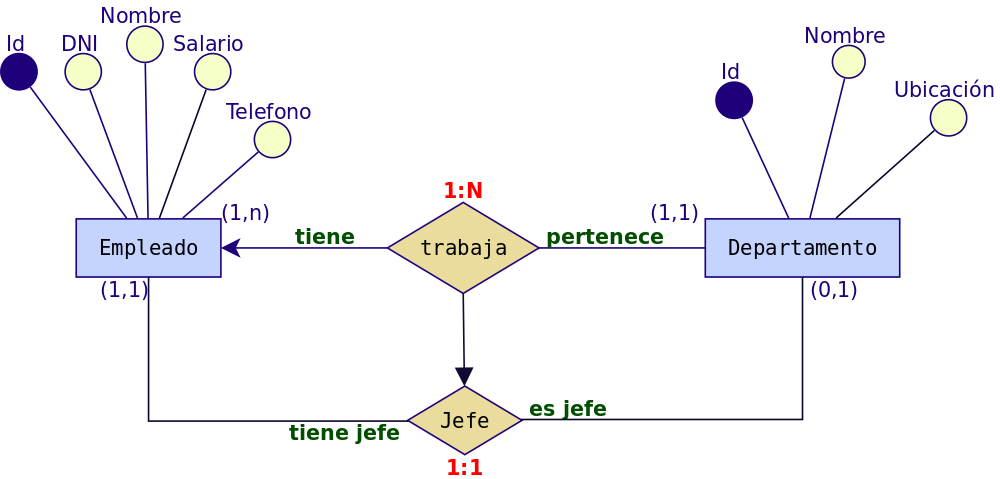 Nombre
Id
DNI
Salario
Telefono
Nombre
Id
Ubicación
1:N
(1,n)
(1,1)
tiene
pertenece
Empleado
trabaja
Departamento
(1,1)
(0,1)
Jefe
es jefe
tiene jefe
1:1